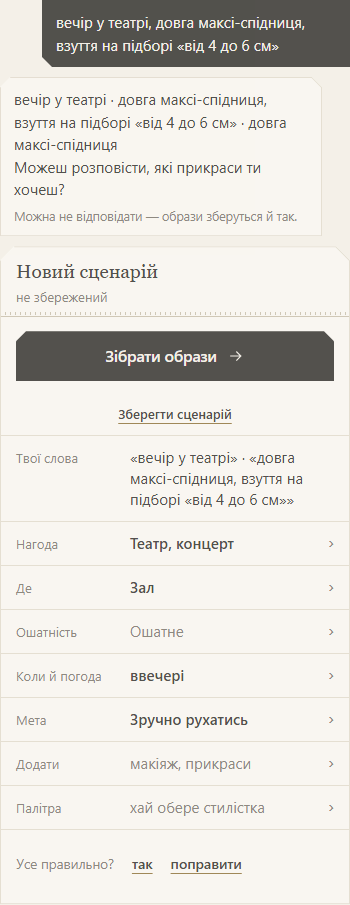 вечір у театрі, довга максі-спідниця,
взуття на підборі «від 4 до 6 см»
вечір у театрі · довга максі-спідниця,
взуття на підборі «від 4 до 6 см» · довга
максі-спідниця
Можеш розповісти, які прикраси ти
хочеш?
Можна не відповідати — образи зберуться й так.
Новий сценарій
не збережений
Зібрати образи →
Зберегти сценарій
Твої слова «вечір у театрі» · «довга
максі-спідниця, взуття на
підборі «від 4 до 6 см»»
Нагода Театр, концерт ›
Де Зал ›
Ошатність Ошатне ›
Коли й погода ввечері ›
Мета Зручно рухатись ›
Додати макіяж, прикраси ›
Палітра хай обере стилістка ›
Усе правильно? так поправити